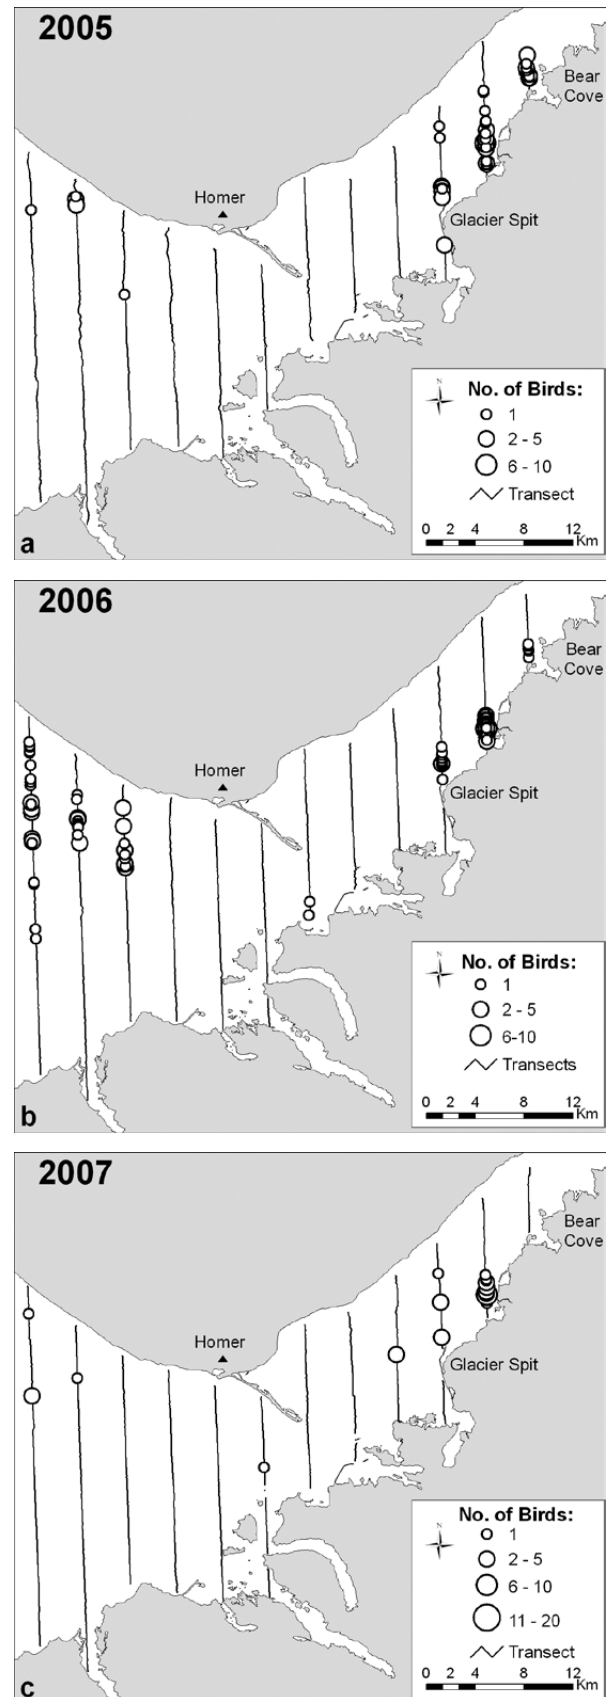 2005
Bear
Cove
Homer
Glacier Spit
N
No. of Birds:
1
2 - 5
6 - 10
Transect
0 2 4 8 12
Km
a
2006
Bear
Cove
Homer
Glacier Spit
N
No. of Birds:
1
2 - 5
6-10
Transects
0 2 4 8 12
Km
b
2007
Bear
Cove
Homer
Glacier Spit
N
No. of Birds:
1
2 - 5
6 - 10
11 - 20
Transect
0 2 4 8 12
Km
c